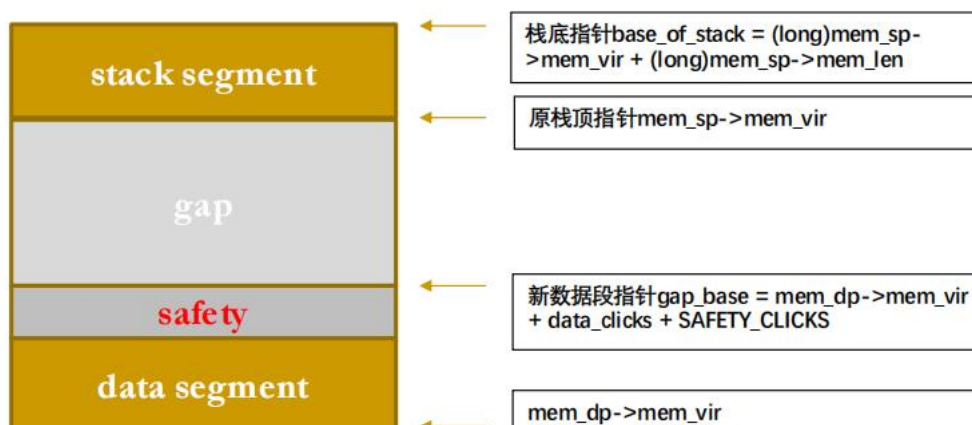 栈底指针base_of_stack = (long)mem_sp-
>mem_vir + (long)mem_sp->mem_len
stack segment
原栈顶指针mem_sp->mem_vir
gap
新数据段指针gap_base = mem_dp->mem_vir
+ data_clicks + SAFETY_CLICKS
safety
data segment
mem_dp->mem_vir